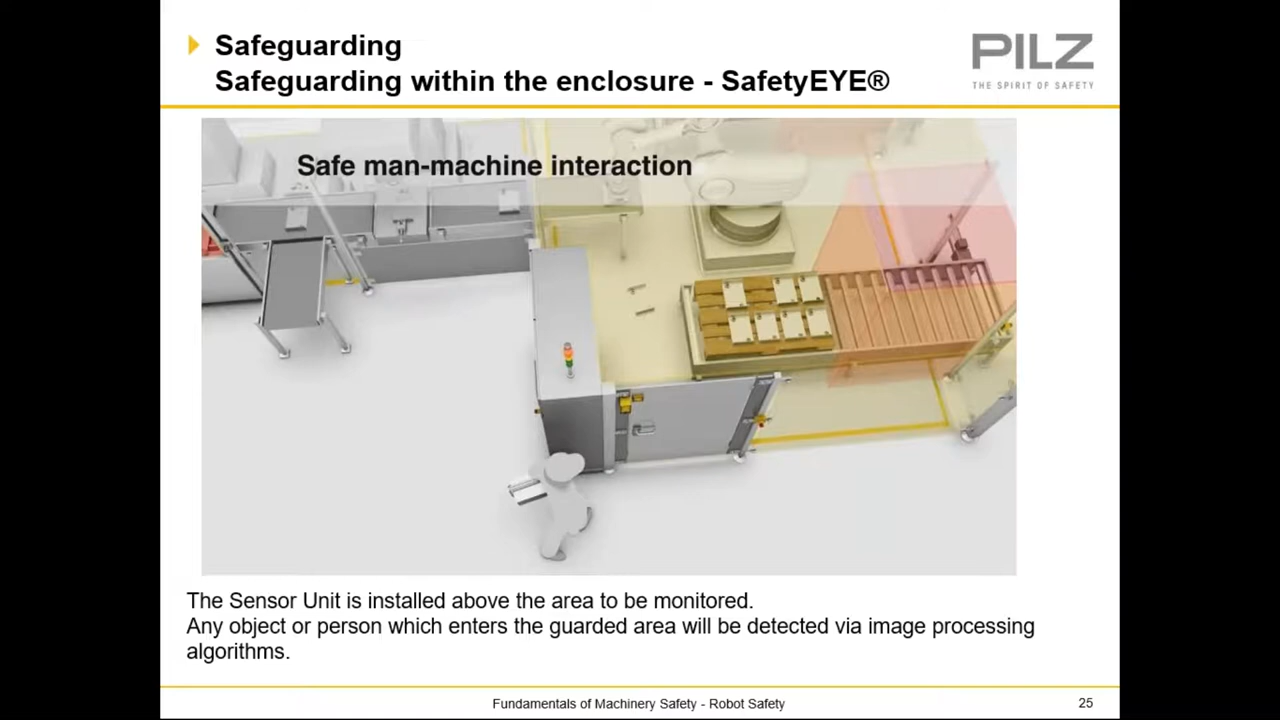 Safeguarding
Safeguarding within the enclosure - SafetyEYE®
PILZ
THE SPIRIT OF SAFETY
Safe man-machine interaction
The Sensor Unit is installed above the area to be monitored.
Any object or person which enters the guarded area will be detected via image processing
algorithms.
Fundamentals of Machinery Safety - Robot Safety
25